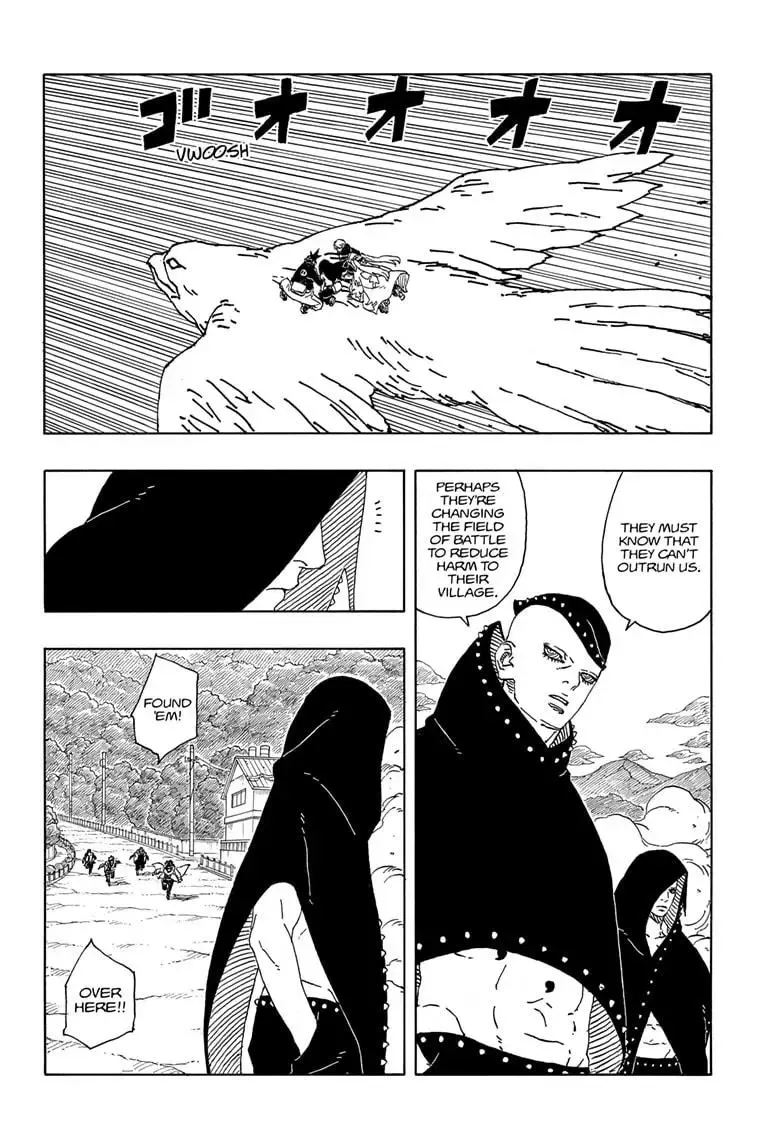 ゴオオオオ
VWOOSH
THEY MUST
KNOW THAT
THEY CAN'T
OUTRUN US.
PERHAPS
THEY'RE
CHANGING
THE FIELD
OF BATTLE
TO REDUCE
HARM TO
THEIR
VILLAGE.
FOUND
'EM!
OVER
HERE!!